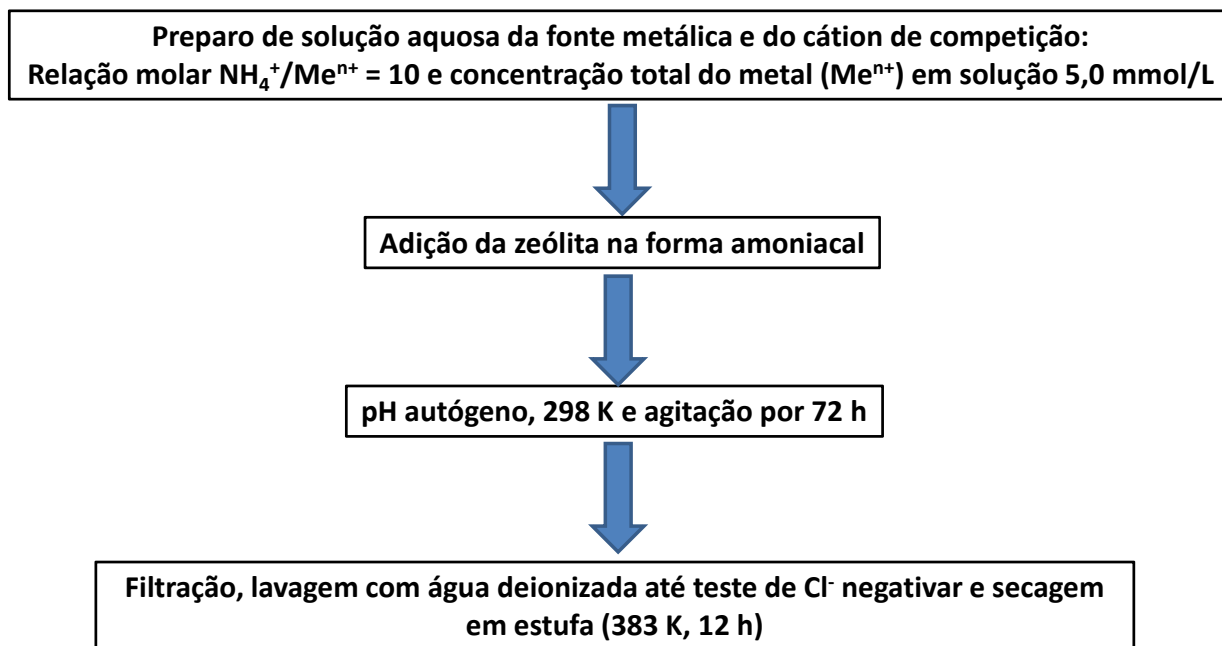 Preparo de solução aquosa da fonte metálica e do cátion de competição:
Relação molar NH₄⁺/Meⁿ⁺ = 10 e concentração total do metal (Meⁿ⁺) em solução 5,0 mmol/L
Adição da zeólita na forma amoniacal
pH autógeno, 298 K e agitação por 72 h
Filtração, lavagem com água deionizada até teste de Cl⁻ negativar e secagem
em estufa (383 K, 12 h)